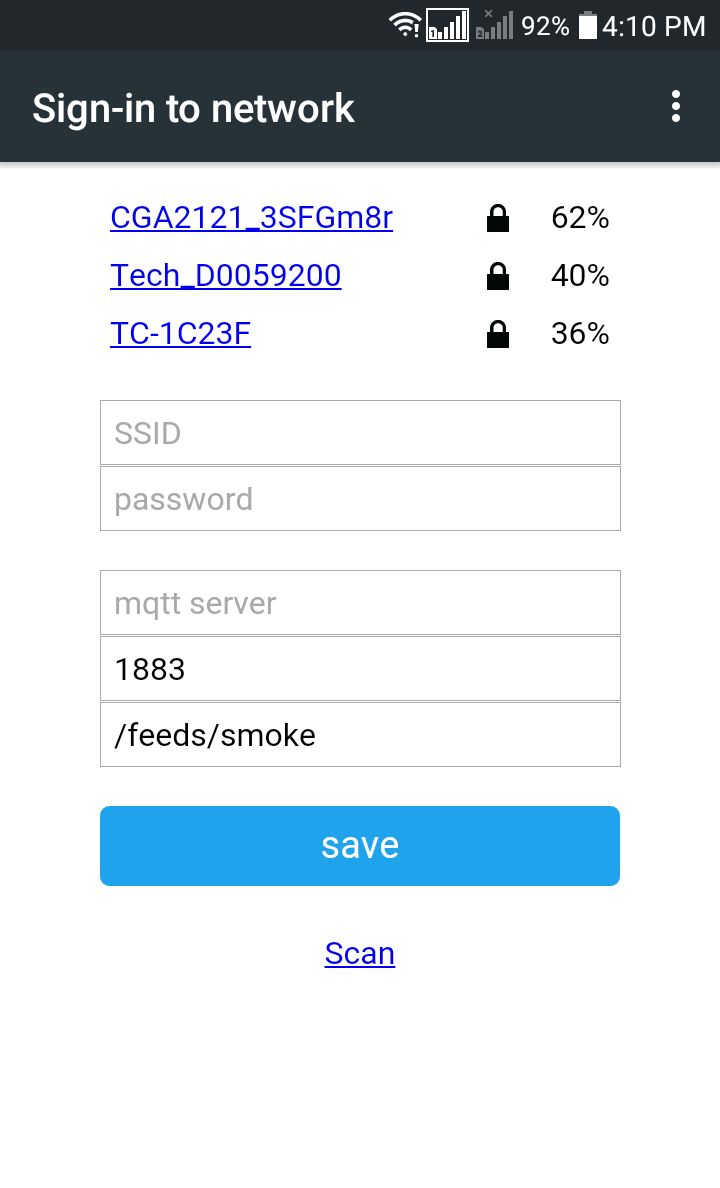 92% 4:10 PM
Sign-in to network
CGA2121_3SFGm8r 62%
Tech_D0059200 40%
TC-1C23F 36%
SSID
password
mqtt server
1883
/feeds/smoke
save
Scan